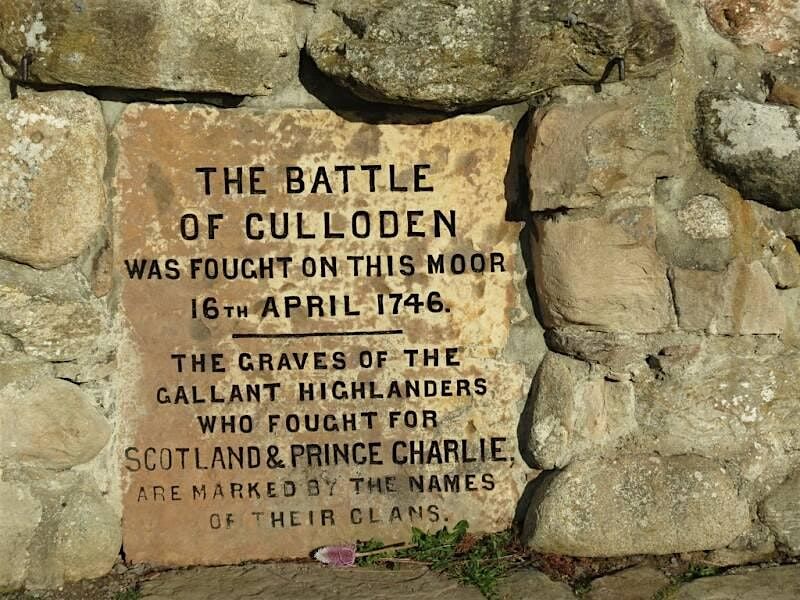 THE BATTLE
OF CULLODEN
WAS FOUGHT ON THIS MOOR
16TH APRIL 1746.
THE GRAVES OF THE
GALLANT HIGHLANDERS
WHO FOUGHT FOR
SCOTLAND & PRINCE CHARLIE,
ARE MARKED BY THE NAMES
OF THEIR CLANS.